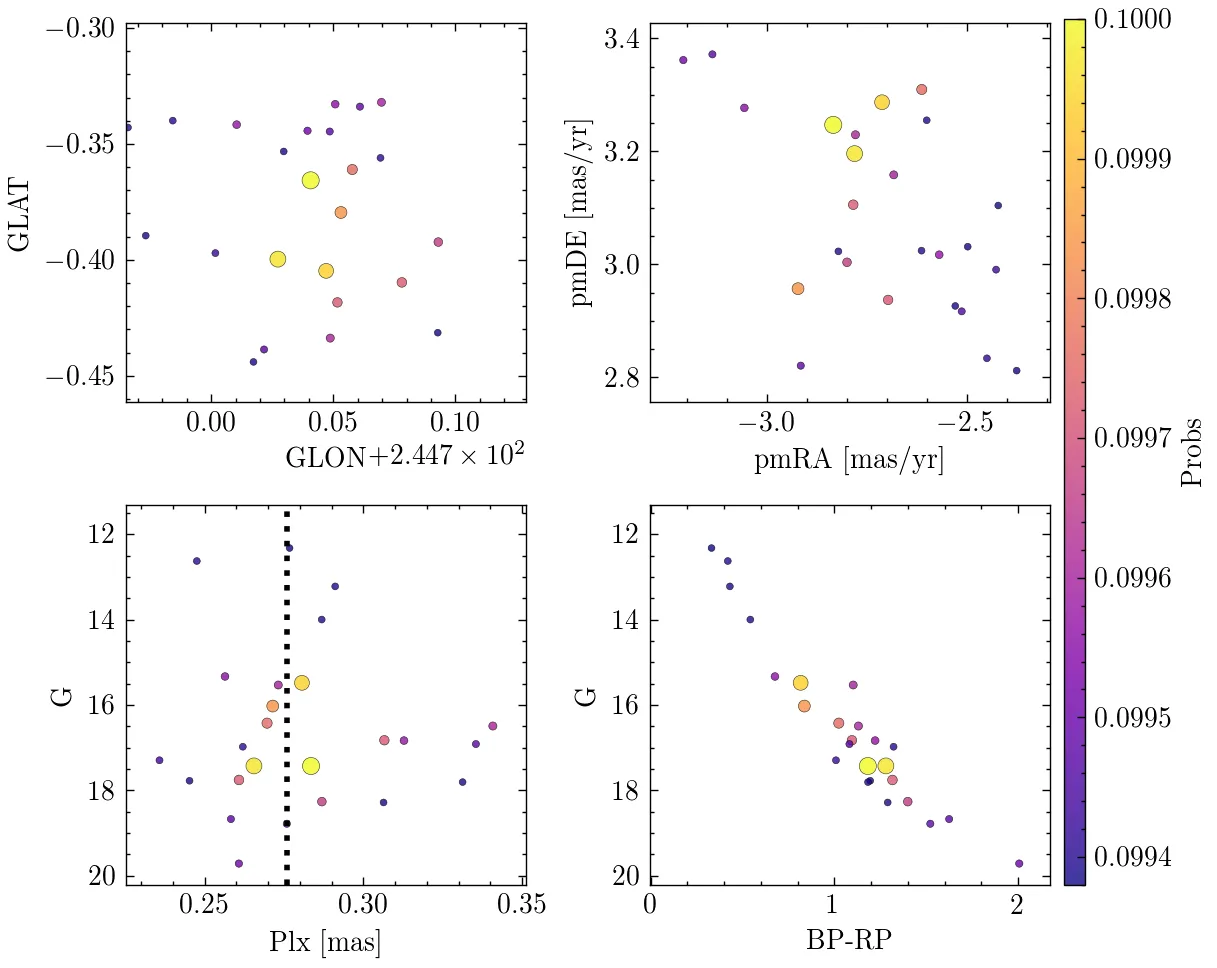 −0.30
−0.35
−0.40
−0.45
GLAT
0.00 0.05 0.10
GLON+2.447 × 10²
3.4
3.2
3.0
2.8
pmDE [mas/yr]
−3.0 −2.5
pmRA [mas/yr]
0.1000
0.0999
0.0998
0.0997
0.0996
0.0995
0.0994
Probs
12
14
16
18
20
G
0.25 0.30 0.35
Plx [mas]
12
14
16
18
20
G
0 1 2
BP-RP